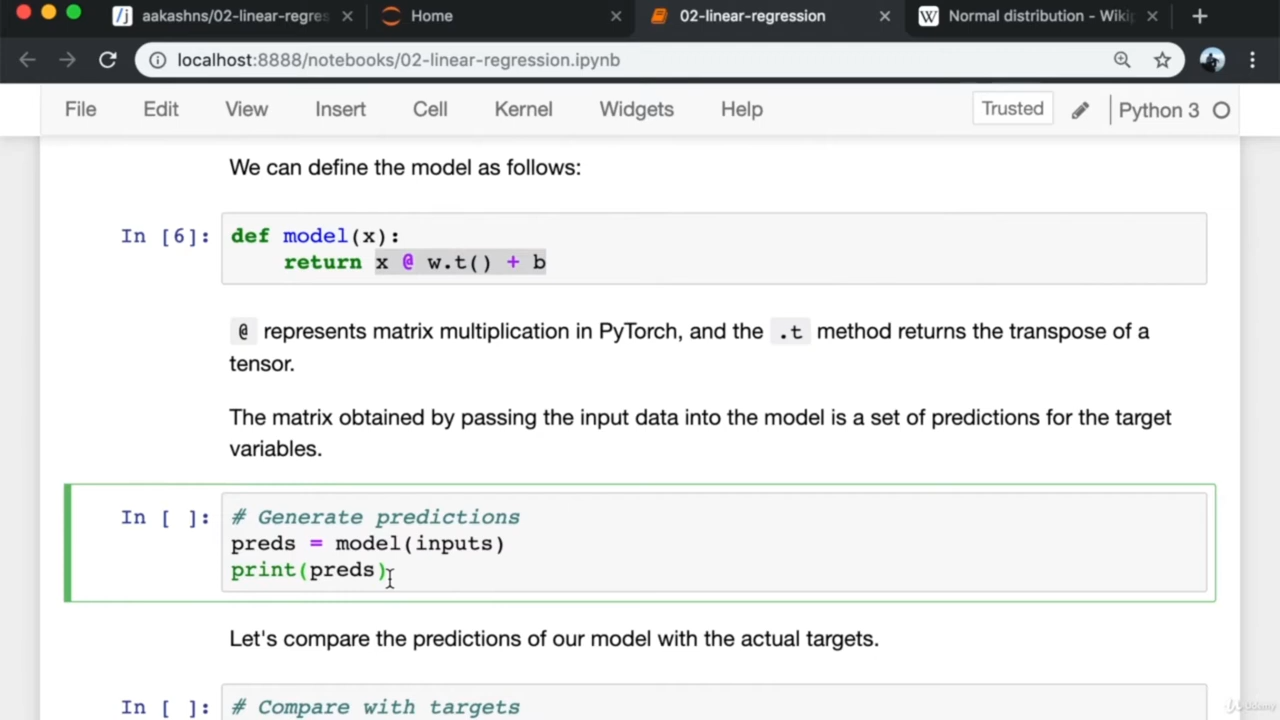 aakashns/02-linear-regres
Home
02-linear-regression
Normal distribution - Wiki
localhost:8888/notebooks/02-linear-regression.ipynb
File Edit View Insert Cell Kernel Widgets Help Trusted Python 3
We can define the model as follows:
In [6]: def model(x):
return x @ w.t() + b
@ represents matrix multiplication in PyTorch, and the .t method returns the transpose of a
tensor.
The matrix obtained by passing the input data into the model is a set of predictions for the target
variables.
In [ ]: # Generate predictions
preds = model(inputs)
print(preds)
Let's compare the predictions of our model with the actual targets.
In [ ]: # Compare with targets
Udemy